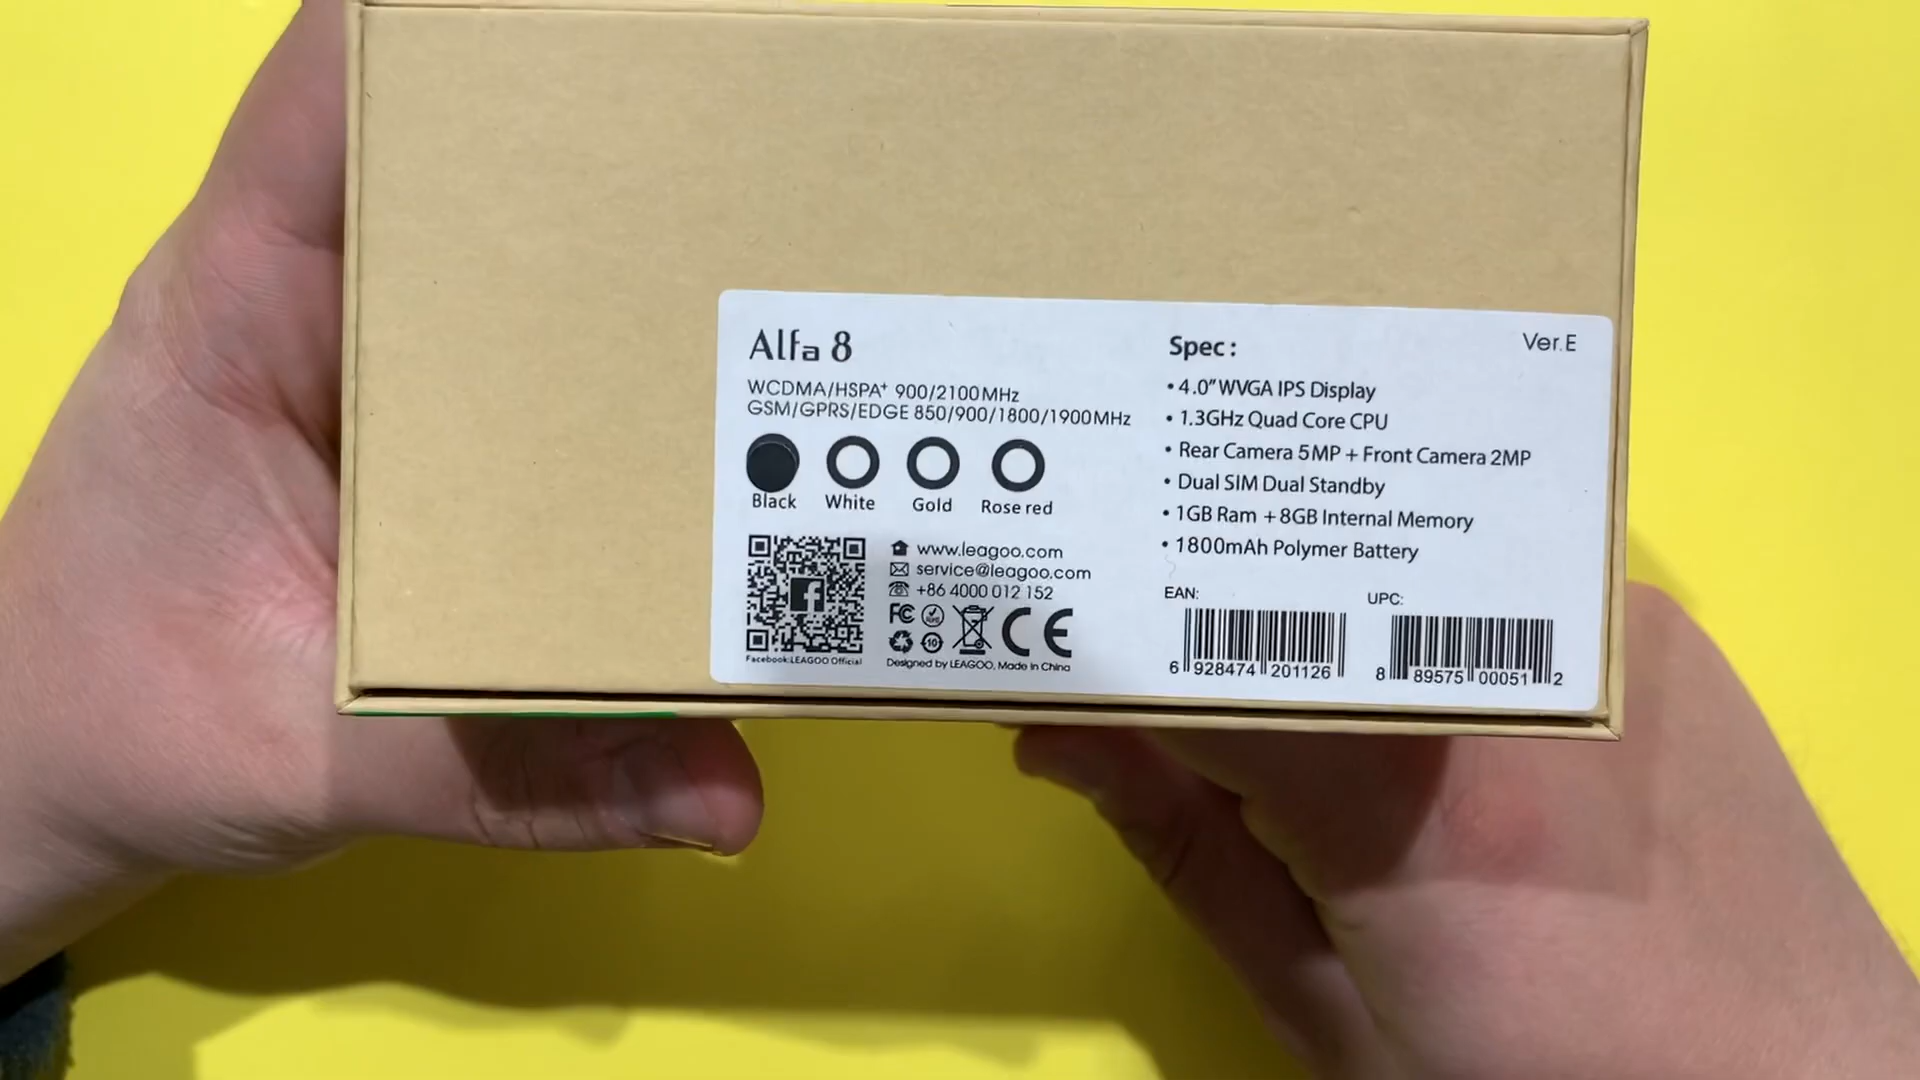 Alfa 8
WCDMA/HSPA+ 900/2100MHz
GSM/GPRS/EDGE 850/900/1800/1900MHz
Black White Gold Rose red
www.leagoo.com
service@leagoo.com
+86 4000 012 152
Facebook:LEAGOO Official
FC CE
10
Designed by LEAGOO, Made in China
Spec:
Ver.E
• 4.0" WVGA IPS Display
• 1.3GHz Quad Core CPU
• Rear Camera 5MP + Front Camera 2MP
• Dual SIM Dual Standby
• 1GB Ram + 8GB Internal Memory
• 1800mAh Polymer Battery
EAN:
6 928474 201126
UPC:
8 89575 00051 2